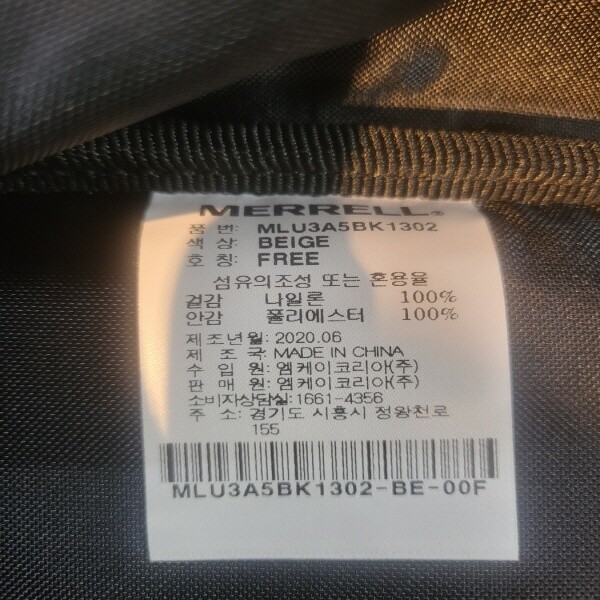 MERRELL®
품 번: MLU3A5BK1302
색 상: BEIGE
호 칭: FREE
섬유의조성 또는 혼용율
겉감 나일론 100%
안감 폴리에스터 100%
제조년월: 2020.06
제 조 국: MADE IN CHINA
수 입 원: 엠케이코리아(주)
판 매 원: 엠케이코리아(주)
소비자상담실: 1661-4356
주 소: 경기도 시흥시 정왕천로
155
MLU3A5BK1302-BE-00F